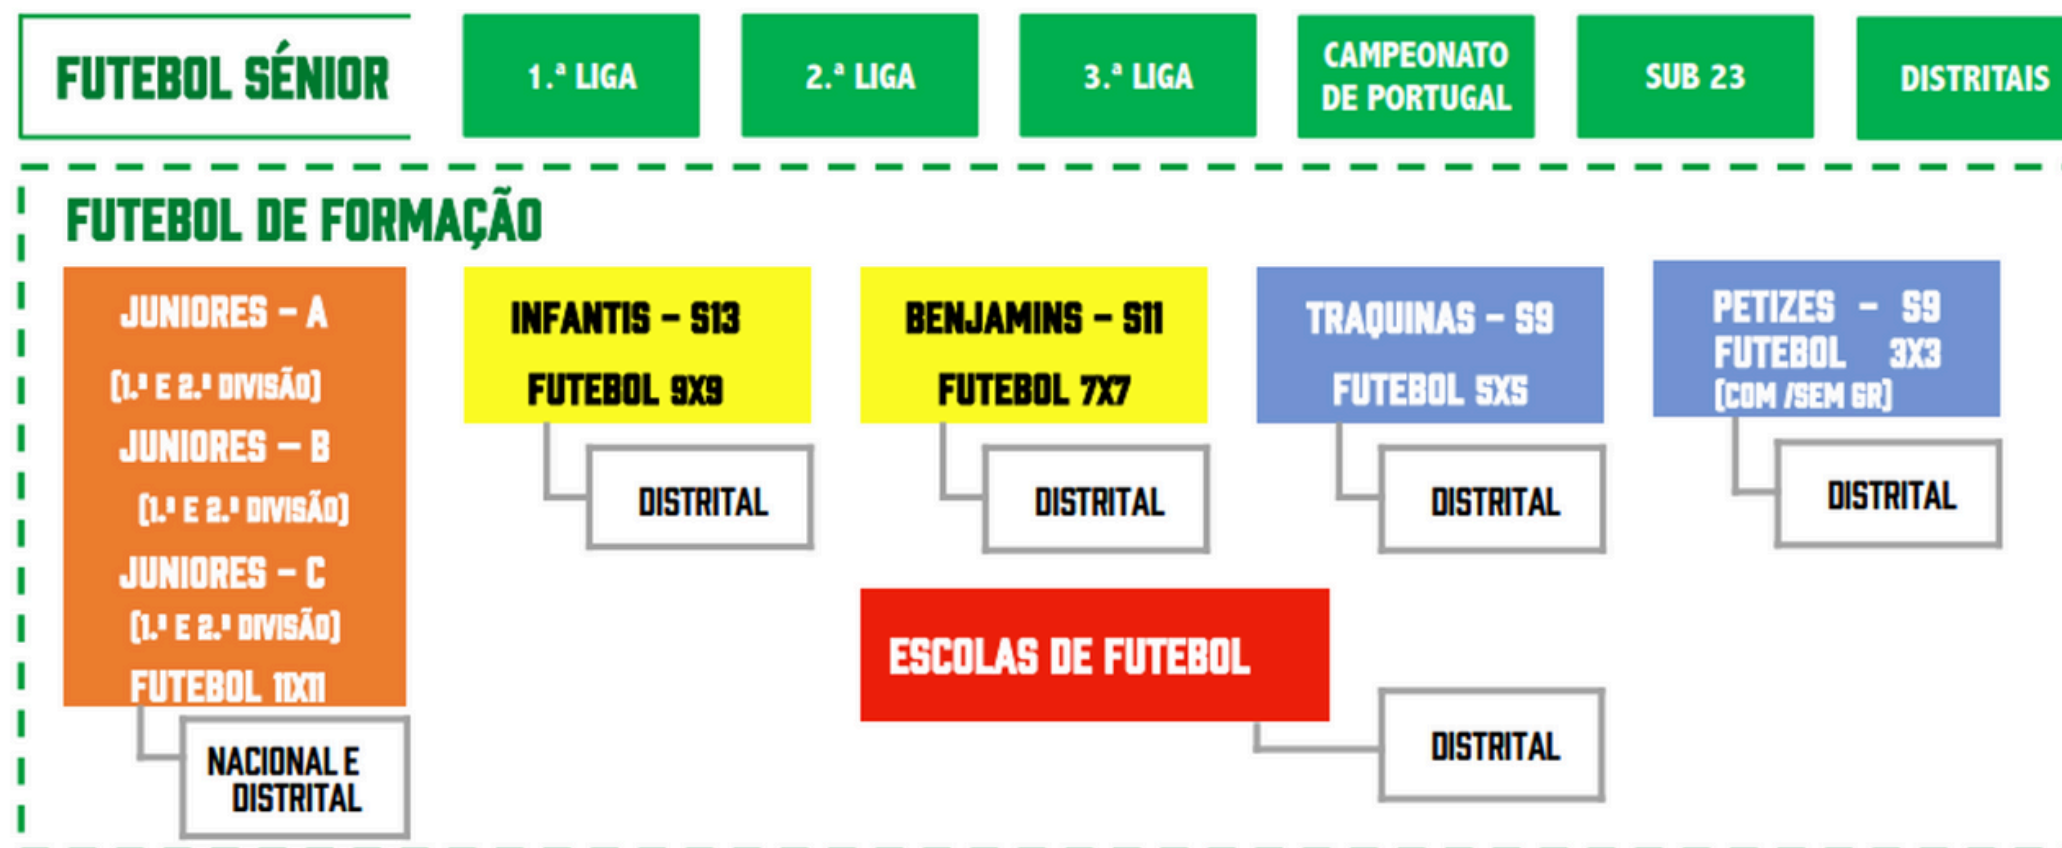 FUTEBOL SÉNIOR
1.ª LIGA
2.ª LIGA
3.ª LIGA
CAMPEONATO
DE PORTUGAL
SUB 23
DISTRITAIS
FUTEBOL DE FORMAÇÃO
JUNIORES – A
(1.ª E 2.ª DIVISÃO)
JUNIORES – B
(1.ª E 2.ª DIVISÃO)
JUNIORES – C
(1.ª E 2.ª DIVISÃO)
FUTEBOL 11X11
NACIONAL E
DISTRITAL
INFANTIS – S13
FUTEBOL 9X9
DISTRITAL
BENJAMINS – S11
FUTEBOL 7X7
DISTRITAL
TRAQUINAS – S9
FUTEBOL 5X5
DISTRITAL
PETIZES – S9
FUTEBOL 3X3
(COM /SEM GR)
DISTRITAL
ESCOLAS DE FUTEBOL
DISTRITAL